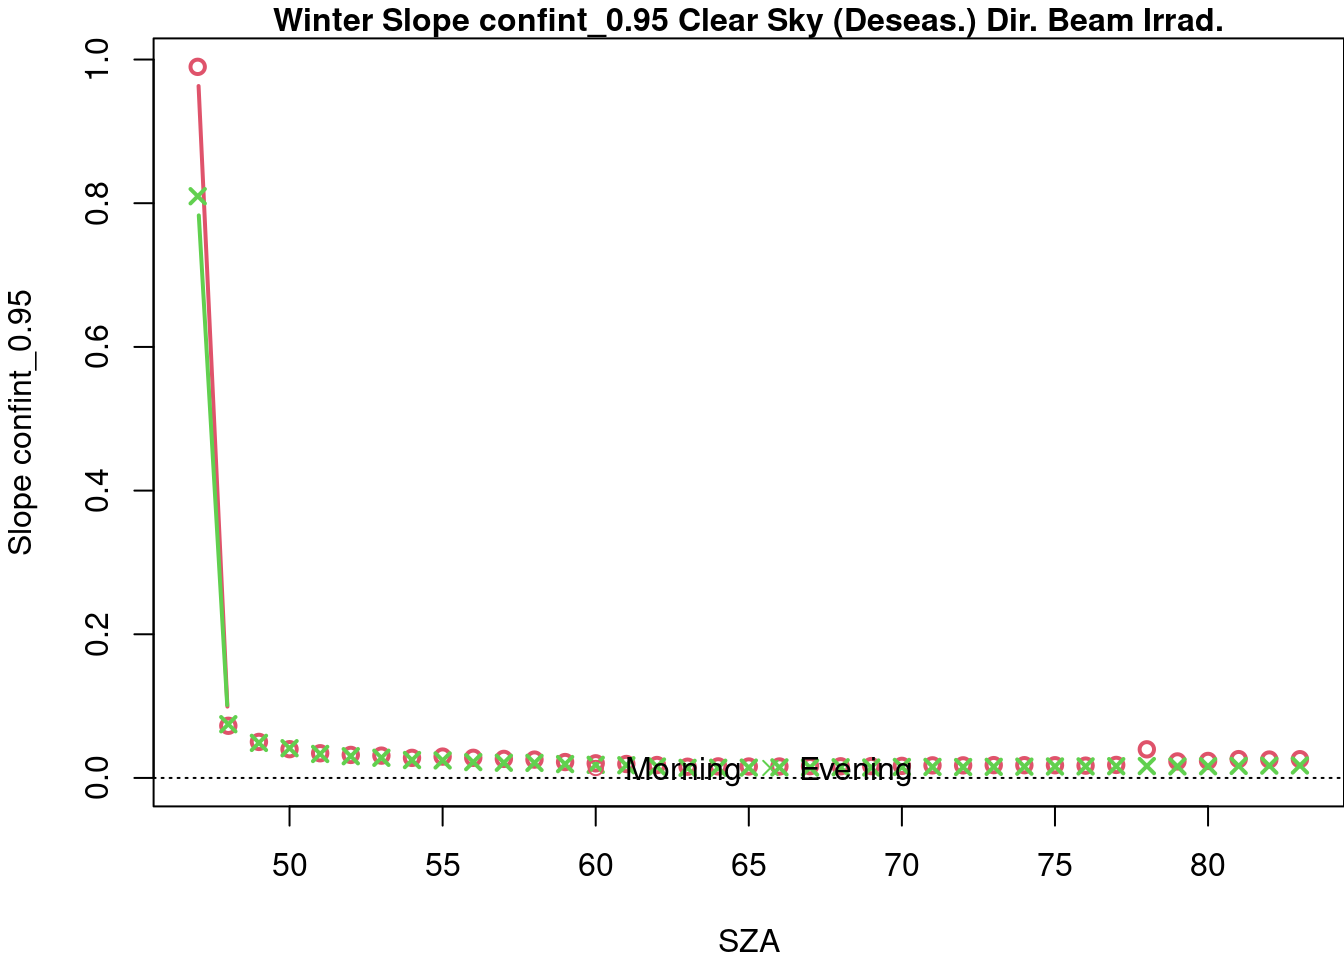 Winter Slope confint_0.95 Clear Sky (Deseas.) Dir. Beam Irrad.
Slope confint_0.95
1.0
0.8
0.6
0.4
0.2
0.0
Morning Evening
50 55 60 65 70 75 80
SZA